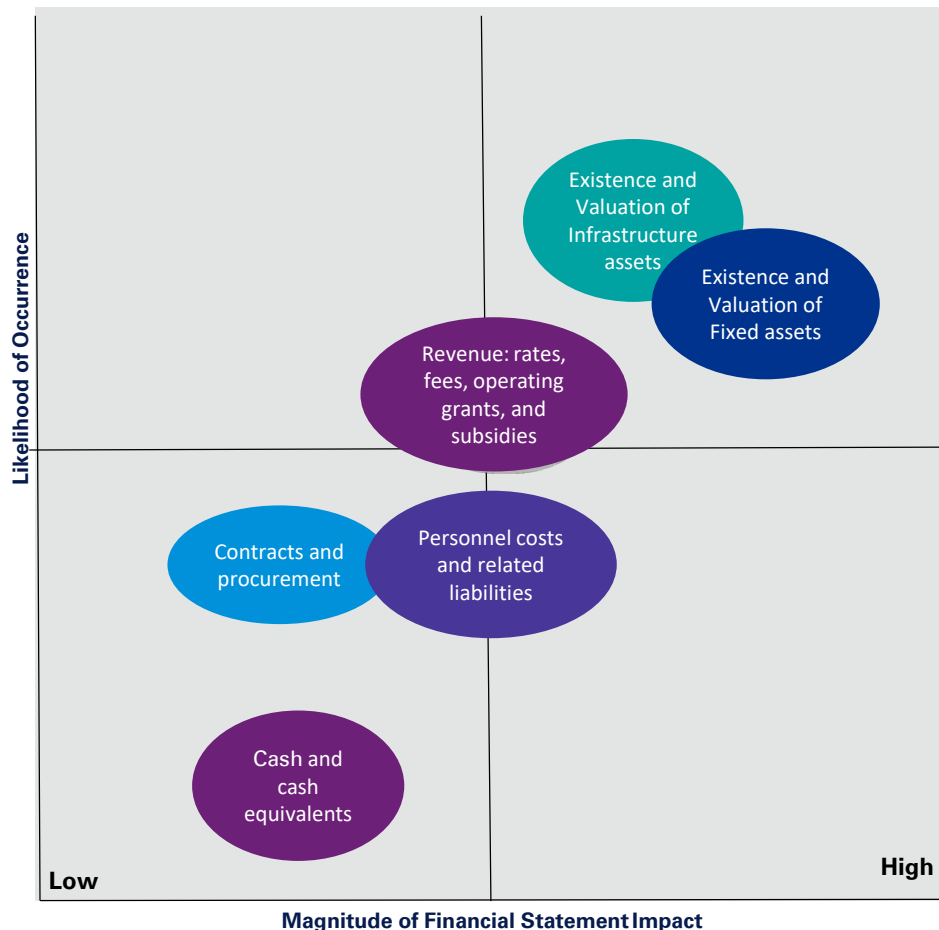 Existence and
Valuation of
Infrastructure
assets
Existence and
Valuation of
Fixed assets
Likelihood of Occurrence
Revenue: rates,
fees, operating
grants, and
subsidies
Contracts and
procurement
Personnel costs
and related
liabilities
Cash and
cash
equivalents
Low
High
Magnitude of Financial Statement Impact